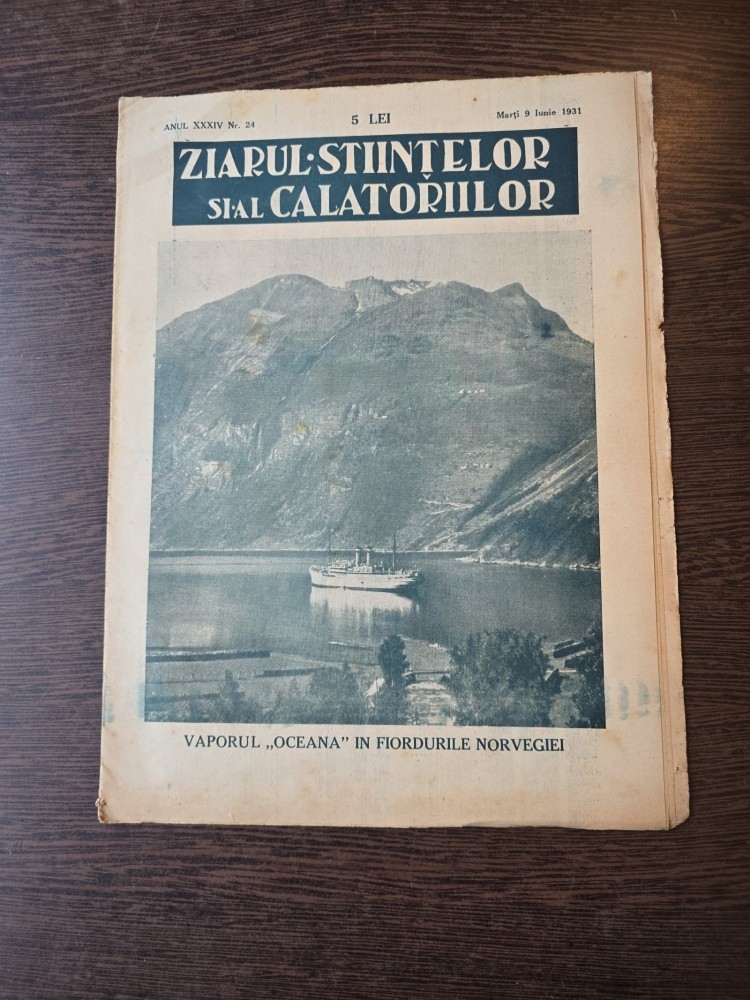 ANUL XXXIV Nr. 24
5 LEI
Marți 9 Iunie 1931
ZIARUL·STIINȚELOR
SI·AL CALATORIILOR
VAPORUL „OCEANA” IN FIORDURILE NORVEGIEI